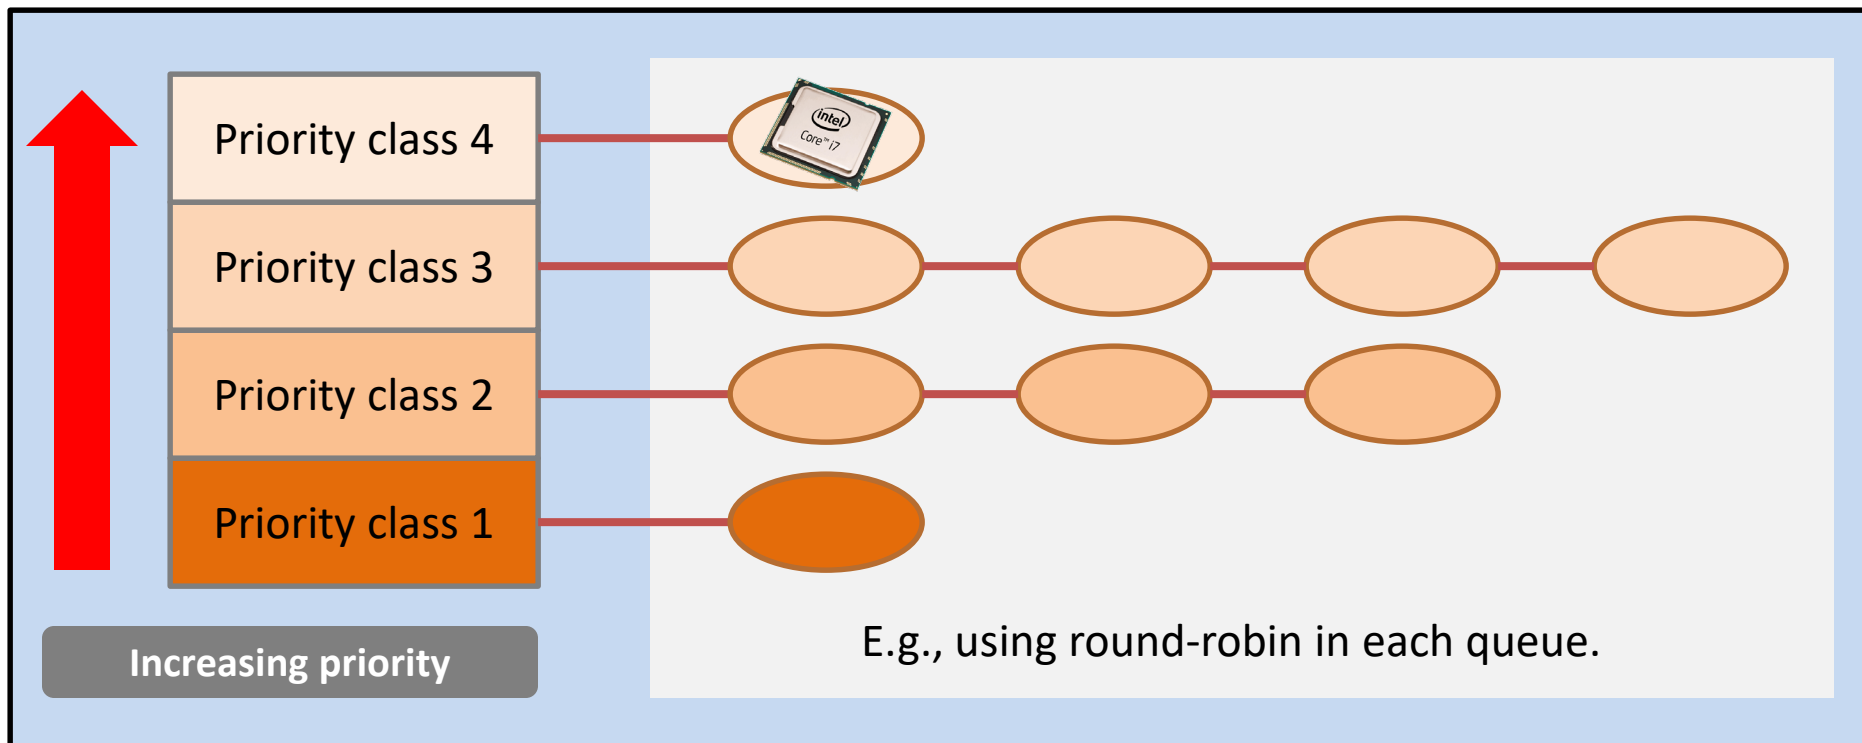 Priority class 4
intel
Core™ i7
Priority class 3
Priority class 2
Priority class 1
Increasing priority
E.g., using round-robin in each queue.